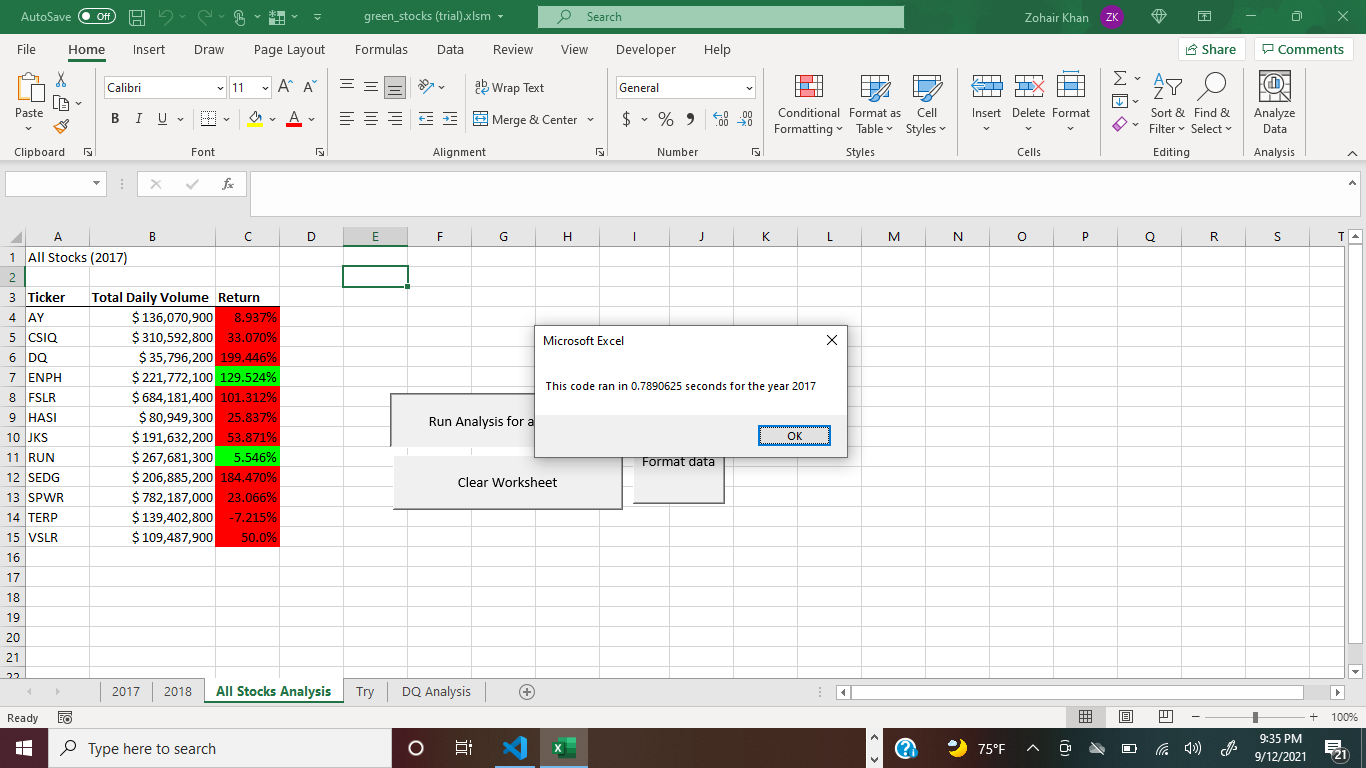 AutoSave Off green_stocks (trial).xlsm Search Zohair Khan ZK
File Home Insert Draw Page Layout Formulas Data Review View Developer Help Share Comments
Paste
Clipboard
Calibri 11
B I U
Font
Wrap Text
Merge & Center
Alignment
General
$ % 9
Number
Conditional Formatting
Format as Table
Cell Styles
Styles
Insert Delete Format
Cells
Sort & Filter
Find & Select
Editing
Analyze Data
Analysis
fx
A B C D E F G H I J K L M N O P Q R S T
1 All Stocks (2017)
2
3 Ticker Total Daily Volume Return
4 AY $ 136,070,900 8.937%
5 CSIQ $ 310,592,800 33.070%
6 DQ $ 35,796,200 199.446%
7 ENPH $ 221,772,100 129.524%
8 FSLR $ 684,181,400 101.312%
9 HASI $ 80,949,300 25.837%
10 JKS $ 191,632,200 53.871%
11 RUN $ 267,681,300 5.546%
12 SEDG $ 206,885,200 184.470%
13 SPWR $ 782,187,000 23.066%
14 TERP $ 139,402,800 -7.215%
15 VSLR $ 109,487,900 50.0%
16
17
18
19
20
21
22
Microsoft Excel
This code ran in 0.7890625 seconds for the year 2017
OK
Run Analysis for a
Format data
Clear Worksheet
2017 2018 All Stocks Analysis Try DQ Analysis
Ready 100%
Type here to search
75°F
9:35 PM
9/12/2021
21